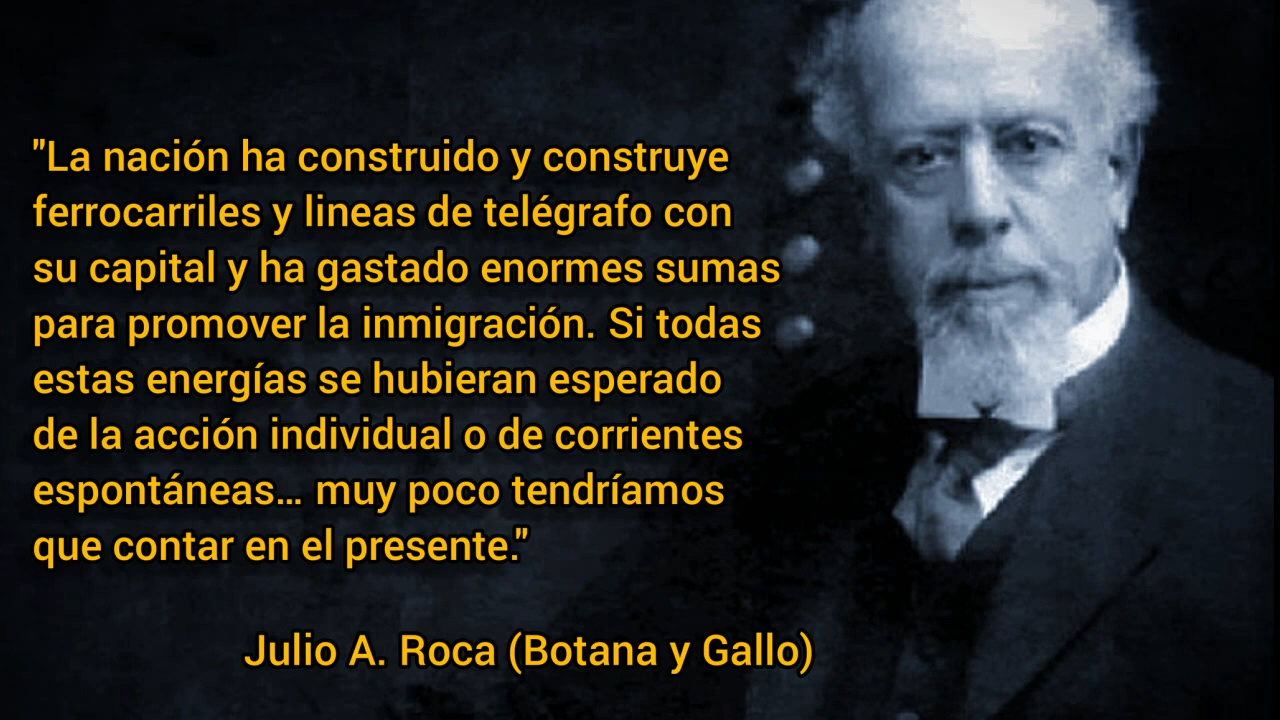 "La nación ha construido y construye
ferrocarriles y lineas de telégrafo con
su capital y ha gastado enormes sumas
para promover la inmigración. Si todas
estas energías se hubieran esperado
de la acción individual o de corrientes
espontáneas... muy poco tendríamos
que contar en el presente."
Julio A. Roca (Botana y Gallo)